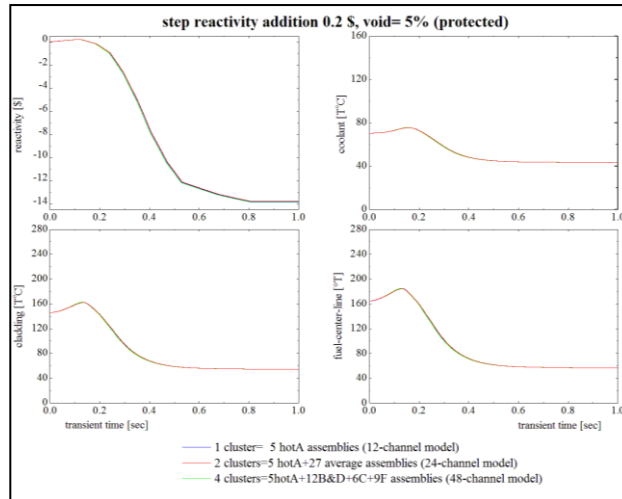 step reactivity addition 0.2 $, void= 5% (protected)
reactivity [$]
0
-2
-4
-6
-8
-10
-12
-14
0.0 0.2 0.4 0.6 0.8 1.0
coolant [T°C]
160
120
80
40
0
0.0 0.2 0.4 0.6 0.8 1.0
cladding [T°C]
280
240
200
160
120
80
40
0
0.0 0.2 0.4 0.6 0.8 1.0
transient time [sec]
fuel-center-line [°T]
280
240
200
160
120
80
40
0
0.0 0.2 0.4 0.6 0.8 1.0
transient time [sec]
1 cluster= 5 hotA assemblies (12-channel model)
2 clusters=5 hotA+27 average assemblies (24-channel model)
4 clusters=5hotA+12B&D+6C+9F assemblies (48-channel model)